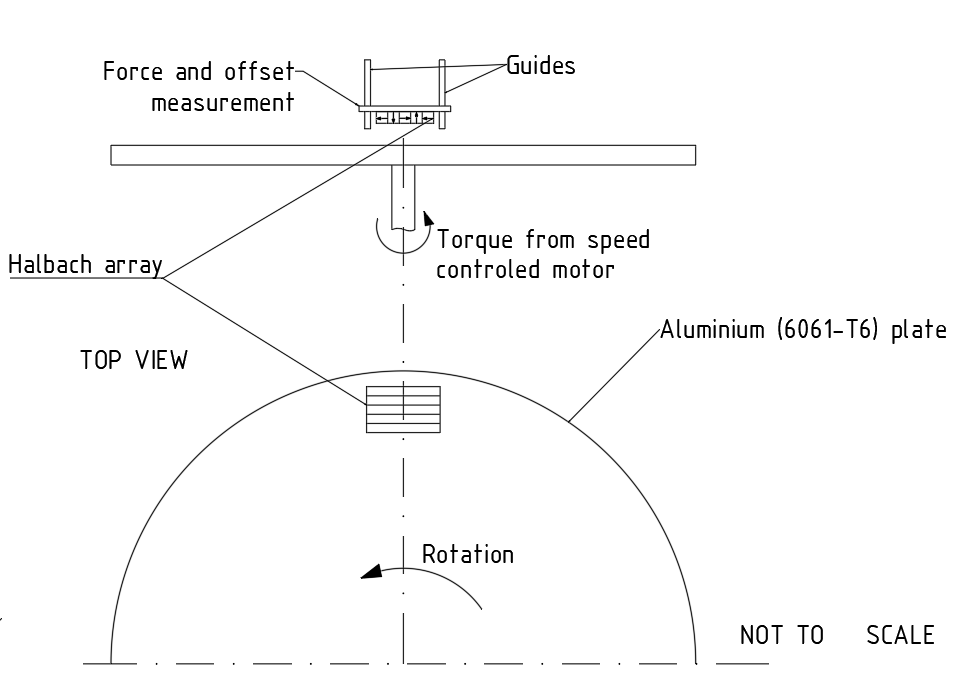 Force and offset
measurement
Guides
Torque from speed
controled motor
Halbach array
Aluminium (6061-T6) plate
TOP VIEW
Rotation
NOT TO SCALE